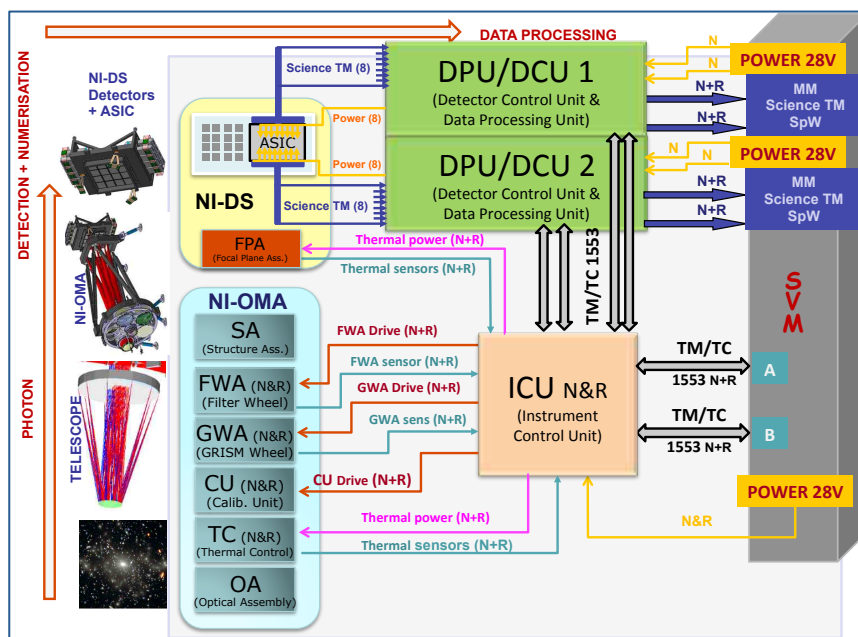 DATA PROCESSING
DETECTION + NUMERISATION
PHOTON
NI-DS
Detectors
+ ASIC
NI-OMA
TELESCOPE
Science TM (8)
Power (8)
ASIC
Power (8)
NI-DS
Science TM (8)
FPA
(Focal Plane Ass.)
DPU/DCU 1
(Detector Control Unit &
Data Processing Unit)
DPU/DCU 2
(Detector Control Unit &
Data Processing Unit)
N
N
POWER 28V
N+R
N+R
MM
Science TM
SpW
N
N
POWER 28V
N+R
N+R
MM
Science TM
SpW
Thermal power (N+R)
Thermal sensors (N+R)
TM/TC 1553
NI-OMA
SA
(Structure Ass.)
FWA (N&R)
(Filter Wheel)
GWA (N&R)
(GRISM Wheel)
CU (N&R)
(Calib. Unit)
TC (N&R)
(Thermal Control)
OA
(Optical Assembly)
FWA Drive (N+R)
FWA sensor (N+R)
GWA Drive (N+R)
GWA sens (N+R)
CU Drive (N+R)
Thermal power (N+R)
Thermal sensors (N+R)
ICU N&R
(Instrument
Control Unit)
TM/TC
1553 N+R
A
TM/TC
1553 N+R
B
SVM
POWER 28V
N&R